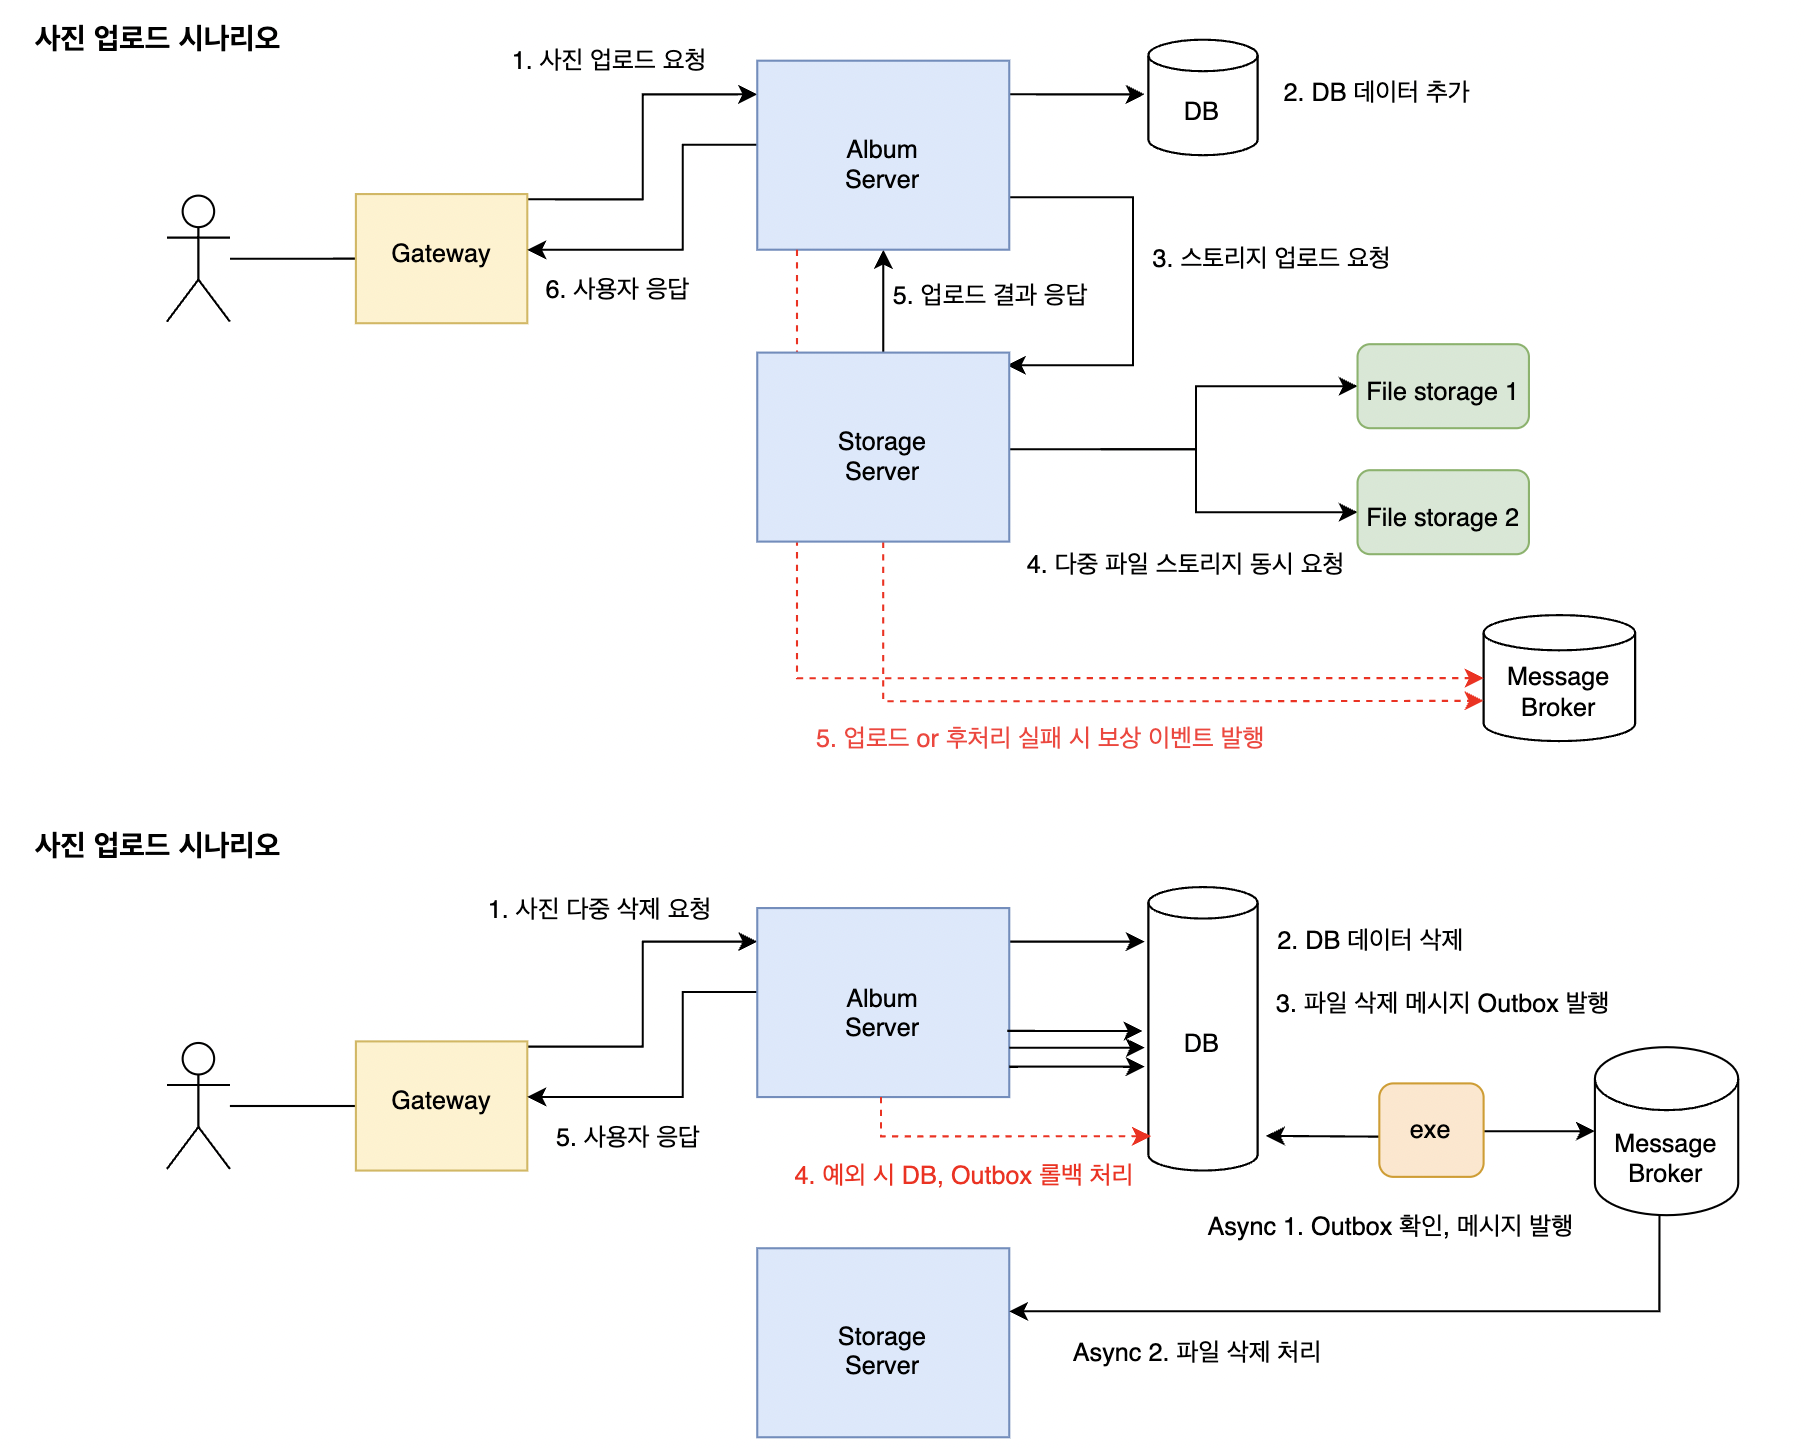 사진 업로드 시나리오
1. 사진 업로드 요청
Album
Server
DB
2. DB 데이터 추가
Gateway
6. 사용자 응답
5. 업로드 결과 응답
3. 스토리지 업로드 요청
Storage
Server
File storage 1
File storage 2
4. 다중 파일 스토리지 동시 요청
Message
Broker
5. 업로드 or 후처리 실패 시 보상 이벤트 발행
사진 업로드 시나리오
1. 사진 다중 삭제 요청
Album
Server
DB
2. DB 데이터 삭제
3. 파일 삭제 메시지 Outbox 발행
Gateway
5. 사용자 응답
4. 예외 시 DB, Outbox 롤백 처리
exe
Message
Broker
Async 1. Outbox 확인, 메시지 발행
Storage
Server
Async 2. 파일 삭제 처리